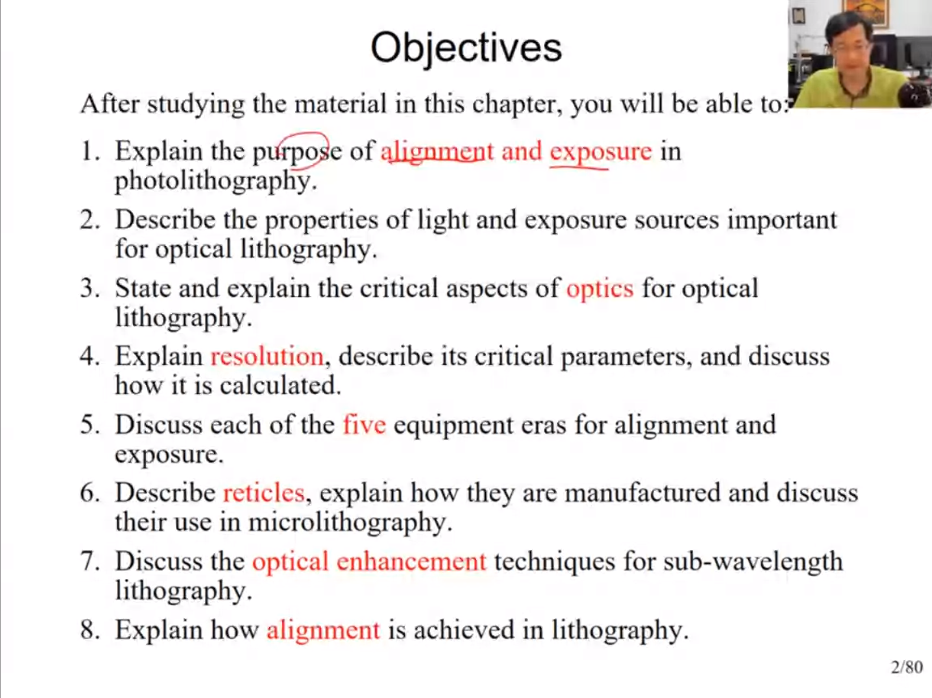 Objectives
After studying the material in this chapter, you will be able to:
1. Explain the purpose of alignment and exposure in
photolithography.
2. Describe the properties of light and exposure sources important
for optical lithography.
3. State and explain the critical aspects of optics for optical
lithography.
4. Explain resolution, describe its critical parameters, and discuss
how it is calculated.
5. Discuss each of the five equipment eras for alignment and
exposure.
6. Describe reticles, explain how they are manufactured and discuss
their use in microlithography.
7. Discuss the optical enhancement techniques for sub-wavelength
lithography.
8. Explain how alignment is achieved in lithography.
2/80